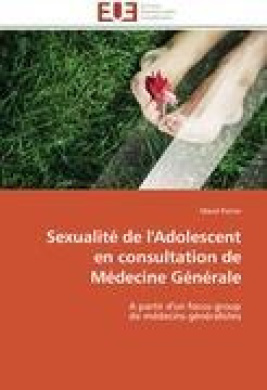 Sexualité de l'Adolescent
en consultation de
Médecine Générale
A partir d'un focus group
de médecins généralistes